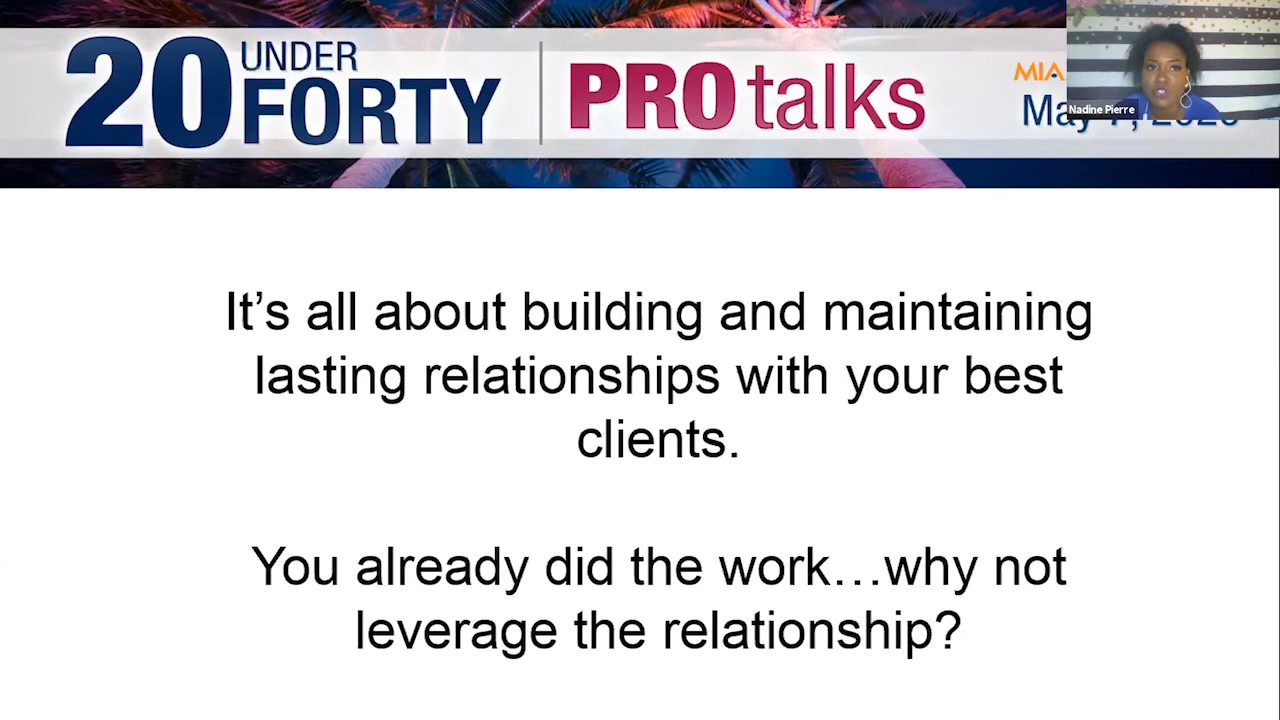 20 UNDER
FORTY
PRO talks
MIA
Nadine Pierre
It's all about building and maintaining
lasting relationships with your best
clients.
You already did the work…why not
leverage the relationship?